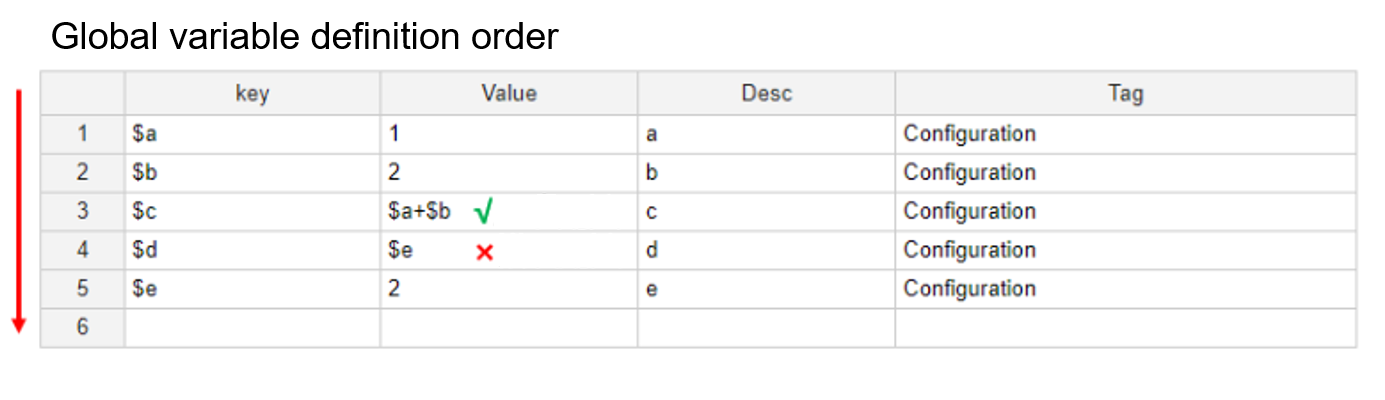 Global variable definition order
key Value Desc Tag
1 $a 1 a Configuration
2 $b 2 b Configuration
3 $c $a+$b √ c Configuration
4 $d $e × d Configuration
5 $e 2 e Configuration
6